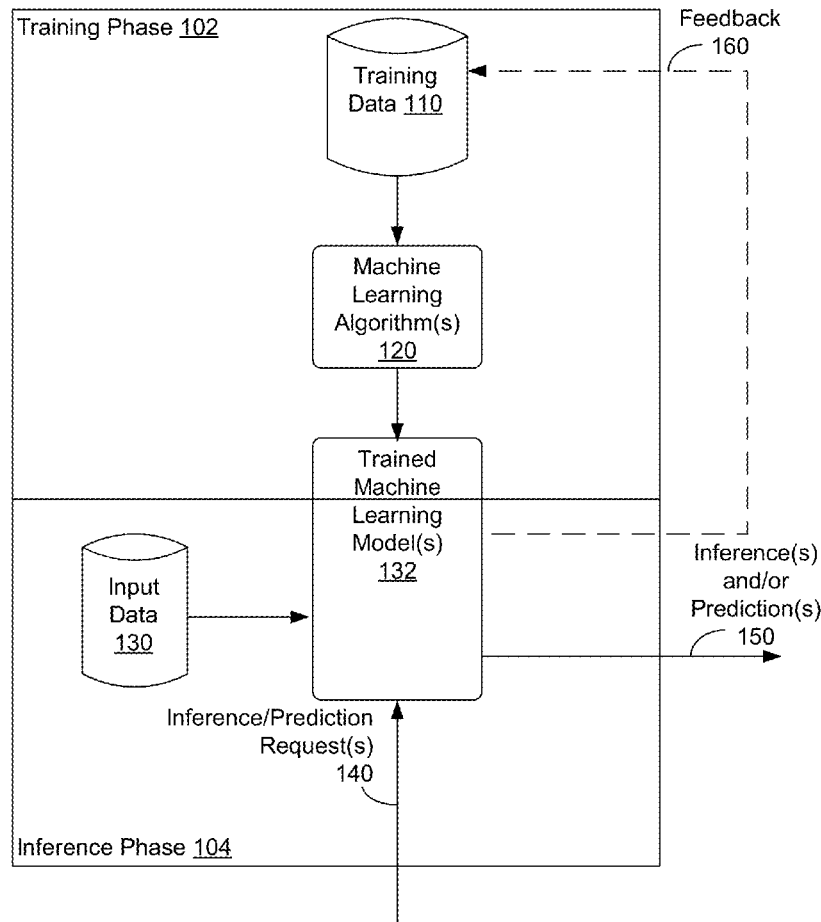 Training Phase 102
Feedback
160
Training
Data 110
Machine
Learning
Algorithm(s)
120
Trained
Machine
Learning
Model(s)
132
Input
Data
130
Inference(s)
and/or
Prediction(s)
150
Inference/Prediction
Request(s)
140
Inference Phase 104